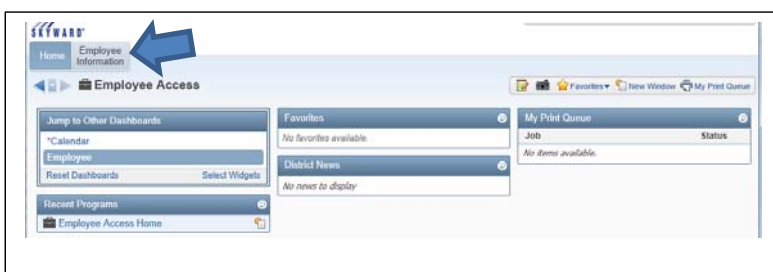 SKYWARD
Home
Employee
Information
Employee Access
Favorites
New Window
My Print Queue
Jump to Other Dashboards
*Calendar
Employee
Reset Dashboards
Select Widgets
Recent Programs
Employee Access Home
Favorites
No favorites available.
District News
No news to display
My Print Queue
Job
Status
No items available.